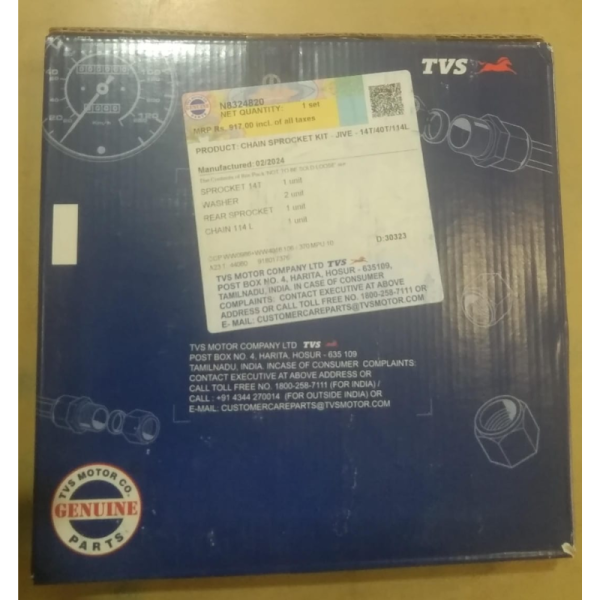 TVS
N6324820
NET QUANTITY: 1 set
MRP Rs. 917.00 incl. of all taxes
PRODUCT: CHAIN SPROCKET KIT - JIVE - 14T/40T/114L
Manufactured: 02/2024
SPROCKET 14T 1 unit
WASHER 2 unit
REAR SPROCKET 1 unit
CHAIN 114 L 1 unit
D:30323
TVS MOTOR COMPANY LTD TVS
POST BOX NO. 4, HARITA, HOSUR - 635109,
TAMILNADU, INDIA. IN CASE OF CONSUMER
COMPLAINTS: CONTACT EXECUTIVE AT ABOVE
ADDRESS OR CALL TOLL FREE NO. 1800-258-7111 OR
E- MAIL: CUSTOMERCAREPARTS@TVSMOTOR.COM
TVS MOTOR COMPANY LTD TVS
POST BOX NO. 4, HARITA, HOSUR - 635 109
TAMILNADU, INDIA. INCASE OF CONSUMER COMPLAINTS:
CONTACT EXECUTIVE AT ABOVE ADDRESS OR
CALL TOLL FREE NO. 1800-258-7111 (FOR INDIA) /
CALL : +91 4344 270014 (FOR OUTSIDE INDIA) OR
E-MAIL: CUSTOMERCAREPARTS@TVSMOTOR.COM
TVS MOTOR CO.
GENUINE
PARTS